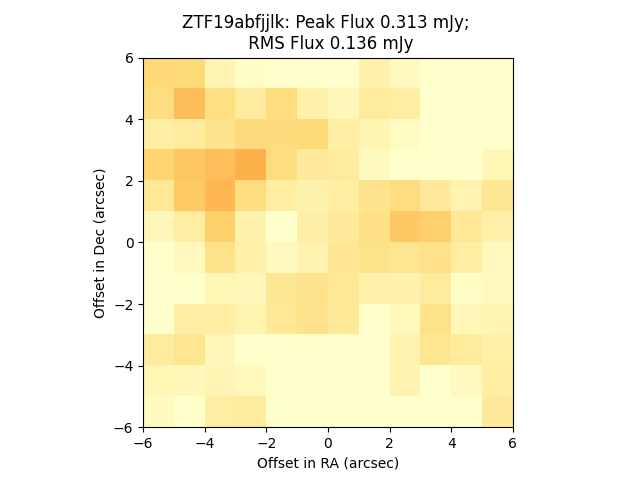 ZTF19abfjjlk: Peak Flux 0.313 mJy;
RMS Flux 0.136 mJy
6
4
2
0
−2
−4
−6
Offset in Dec (arcsec)
−6 −4 −2 0 2 4 6
Offset in RA (arcsec)